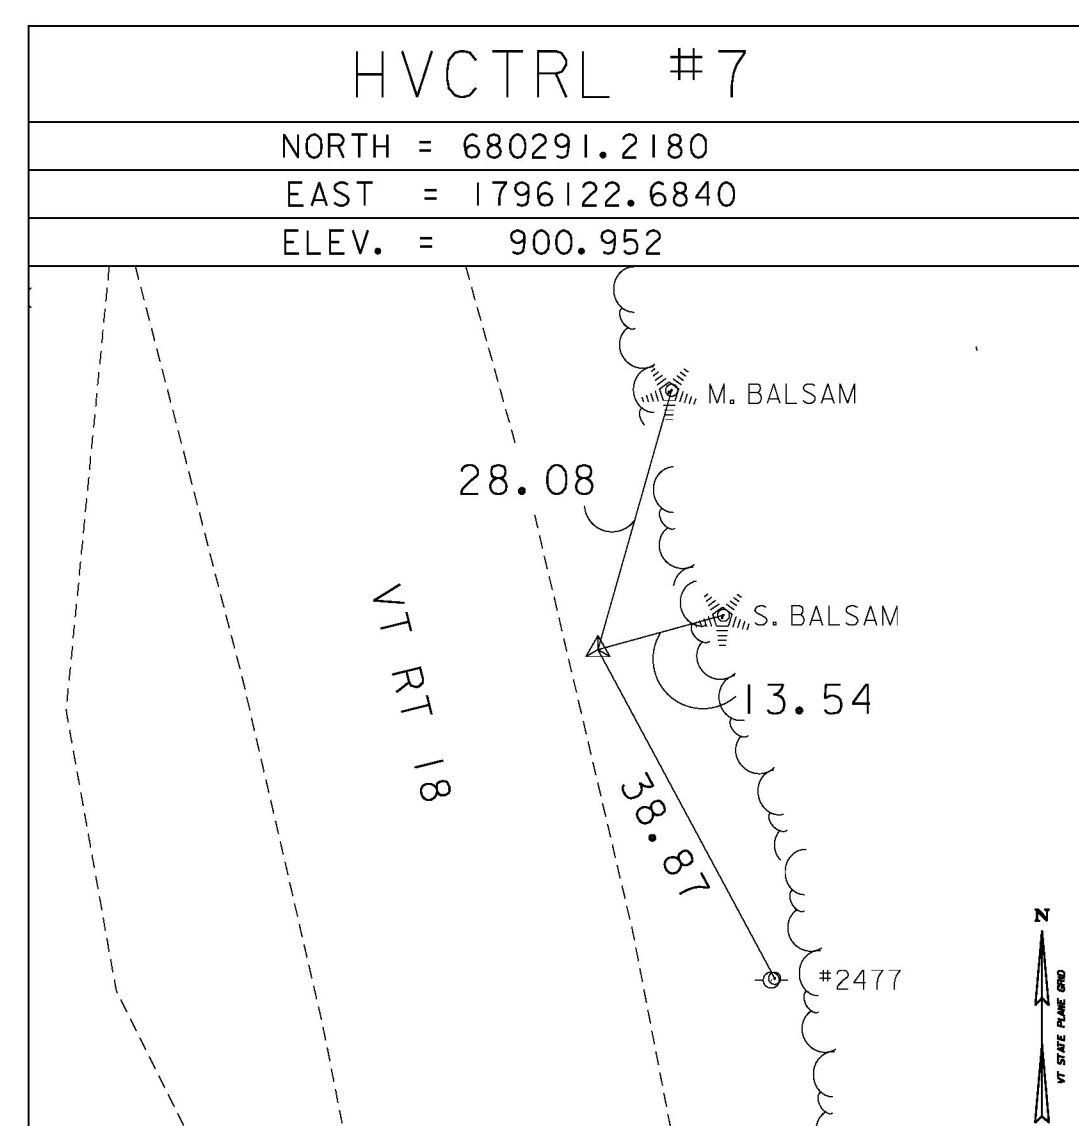 HVCTRL #7
NORTH = 680291.2180
EAST = 1796122.6840
ELEV. = 900.952
M. BALSAM
28.08
VT RT 18
S. BALSAM
13.54
38.87
#2477
N
VT STATE PLANE GRID